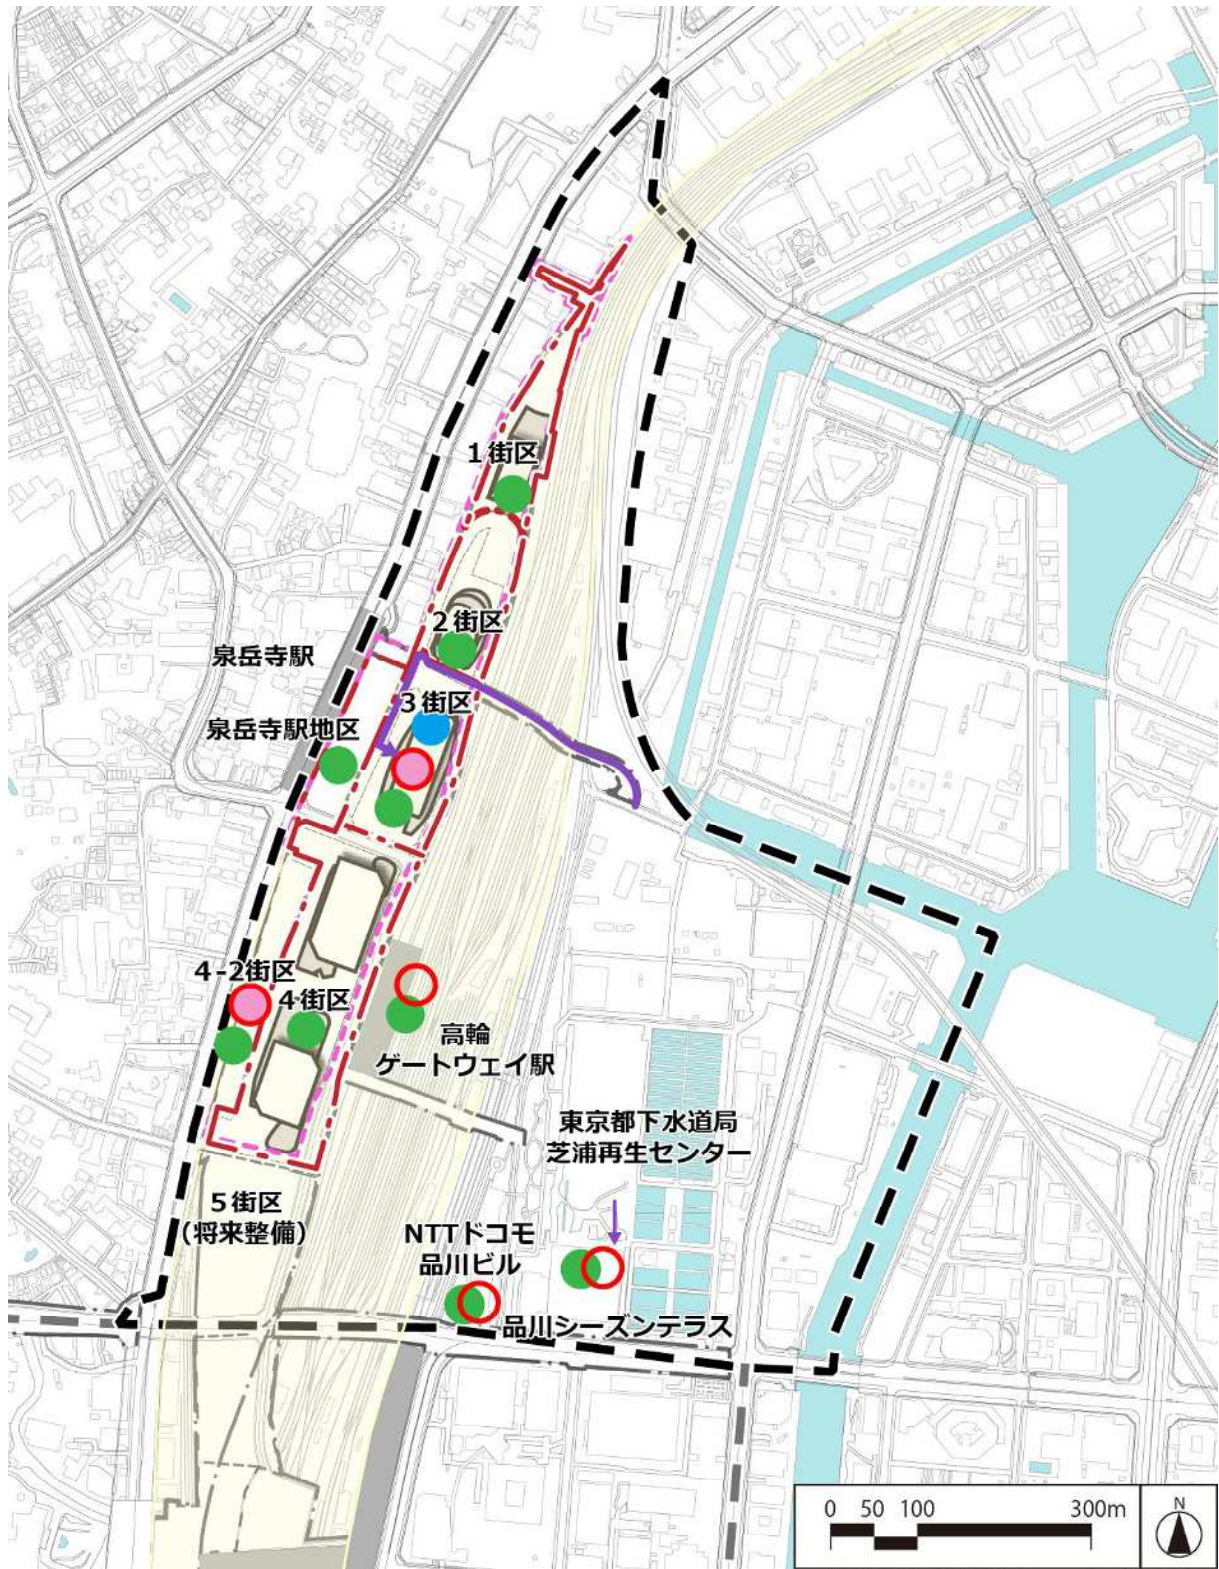 1街区
2街区
泉岳寺駅
3街区
泉岳寺駅地区
4-2街区
4街区
高輪
ゲートウェイ駅
東京都下水道局
芝浦再生センター
5街区
(将来整備)
NTTドコモ
品川ビル
品川シーズンテラス
0 50 100 300m
N